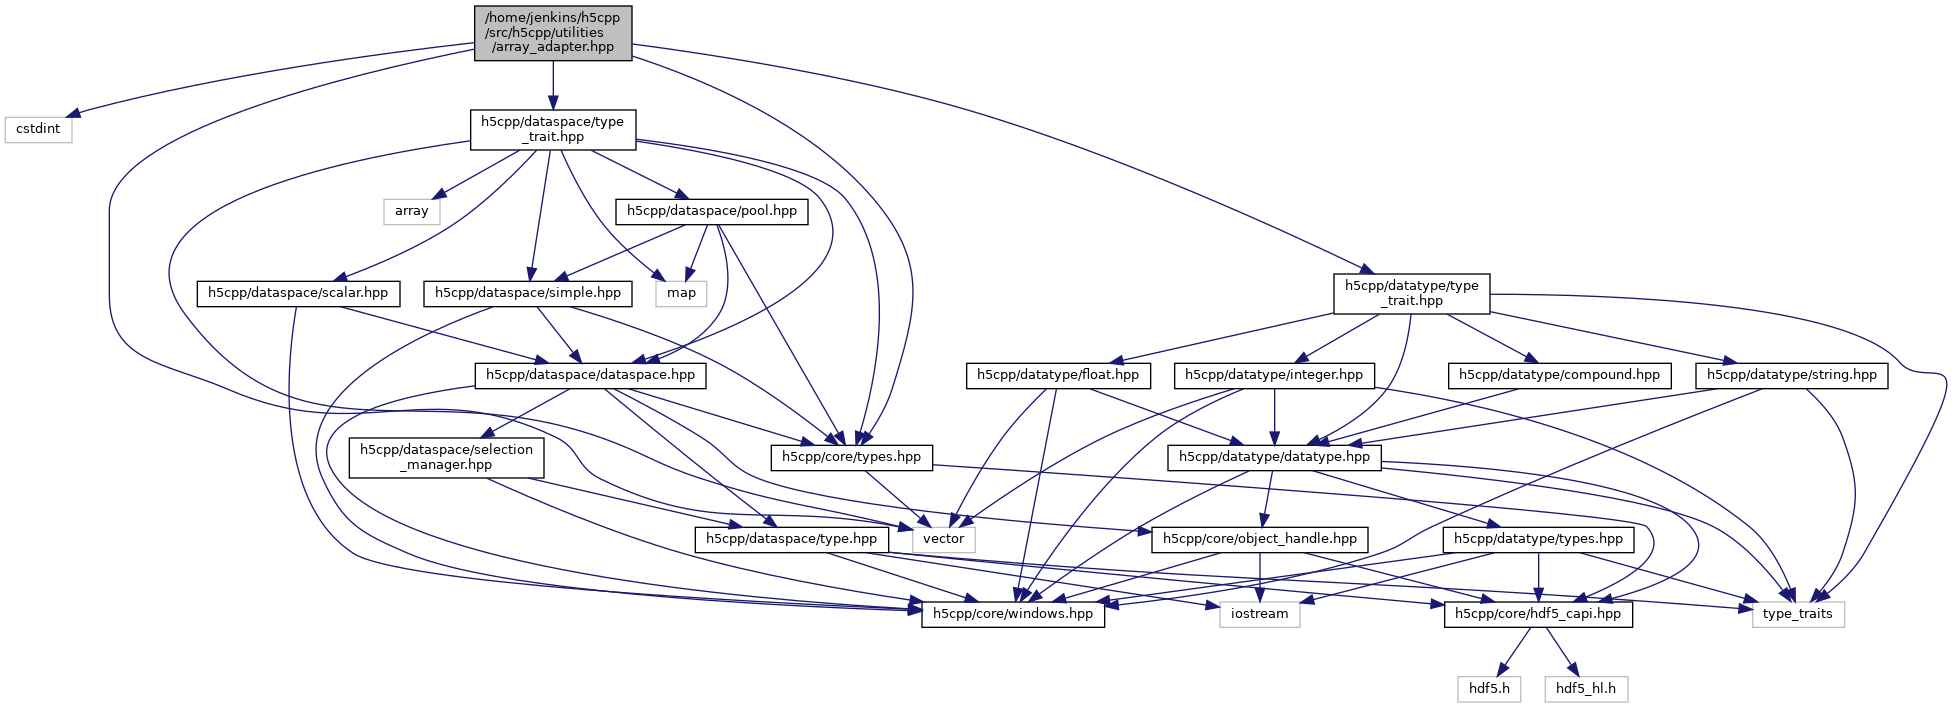 /home/jenkins/h5cpp
/src/h5cpp/utilities
/array_adapter.hpp
cstdint
h5cpp/dataspace/type
_trait.hpp
array
h5cpp/dataspace/pool.hpp
h5cpp/dataspace/scalar.hpp
h5cpp/dataspace/simple.hpp
map
h5cpp/datatype/type
_trait.hpp
h5cpp/dataspace/dataspace.hpp
h5cpp/datatype/float.hpp
h5cpp/datatype/integer.hpp
h5cpp/datatype/compound.hpp
h5cpp/datatype/string.hpp
h5cpp/dataspace/selection
_manager.hpp
h5cpp/core/types.hpp
h5cpp/datatype/datatype.hpp
h5cpp/dataspace/type.hpp
vector
h5cpp/core/object_handle.hpp
h5cpp/datatype/types.hpp
h5cpp/core/windows.hpp
iostream
h5cpp/core/hdf5_capi.hpp
type_traits
hdf5.h
hdf5_hl.h